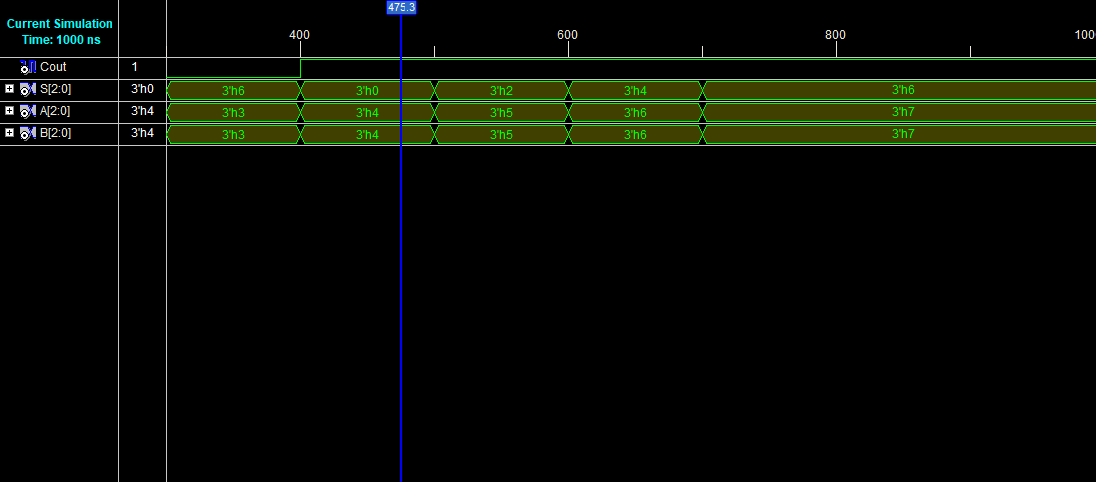 475.3
Current Simulation
Time: 1000 ns
400 600 800 1000
Cout 1
S[2:0] 3'h0 3'h6 3'h0 3'h2 3'h4 3'h6
A[2:0] 3'h4 3'h3 3'h4 3'h5 3'h6 3'h7
B[2:0] 3'h4 3'h3 3'h4 3'h5 3'h6 3'h7